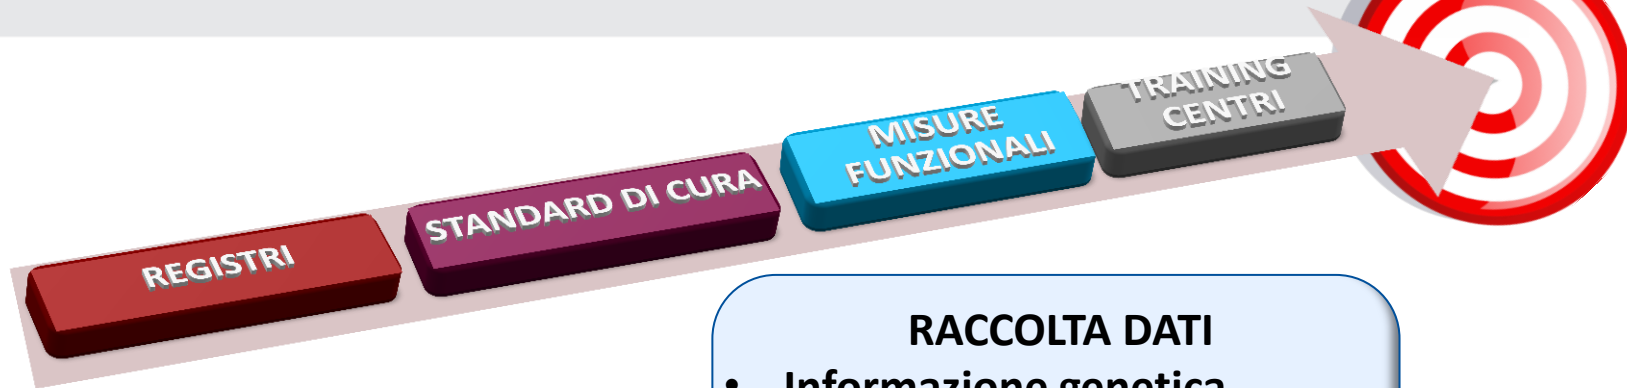 REGISTRI
STANDARD DI CURA
MISURE
FUNZIONALI
TRAINING
CENTRI
RACCOLTA DATI
• Informazione genetica